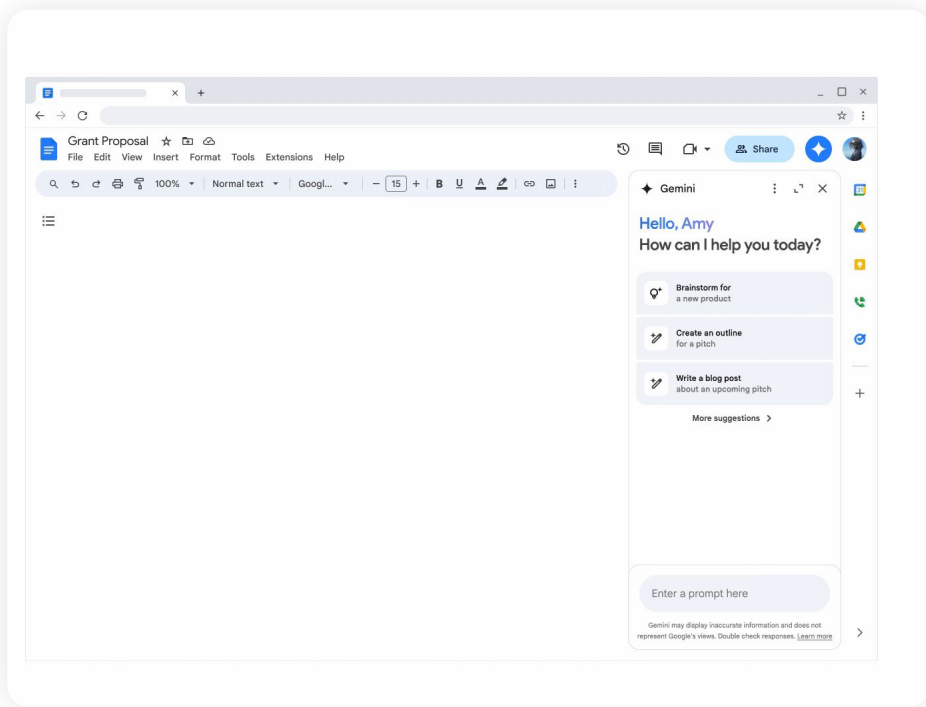 Grant Proposal
File Edit View Insert Format Tools Extensions Help
Share
100% Normal text Googl... 15 B U A
Gemini
Hello, Amy
How can I help you today?
Brainstorm for
a new product
Create an outline
for a pitch
Write a blog post
about an upcoming pitch
More suggestions
Enter a prompt here
Gemini may display inaccurate information and does not
represent Google's views. Double check responses. Learn more